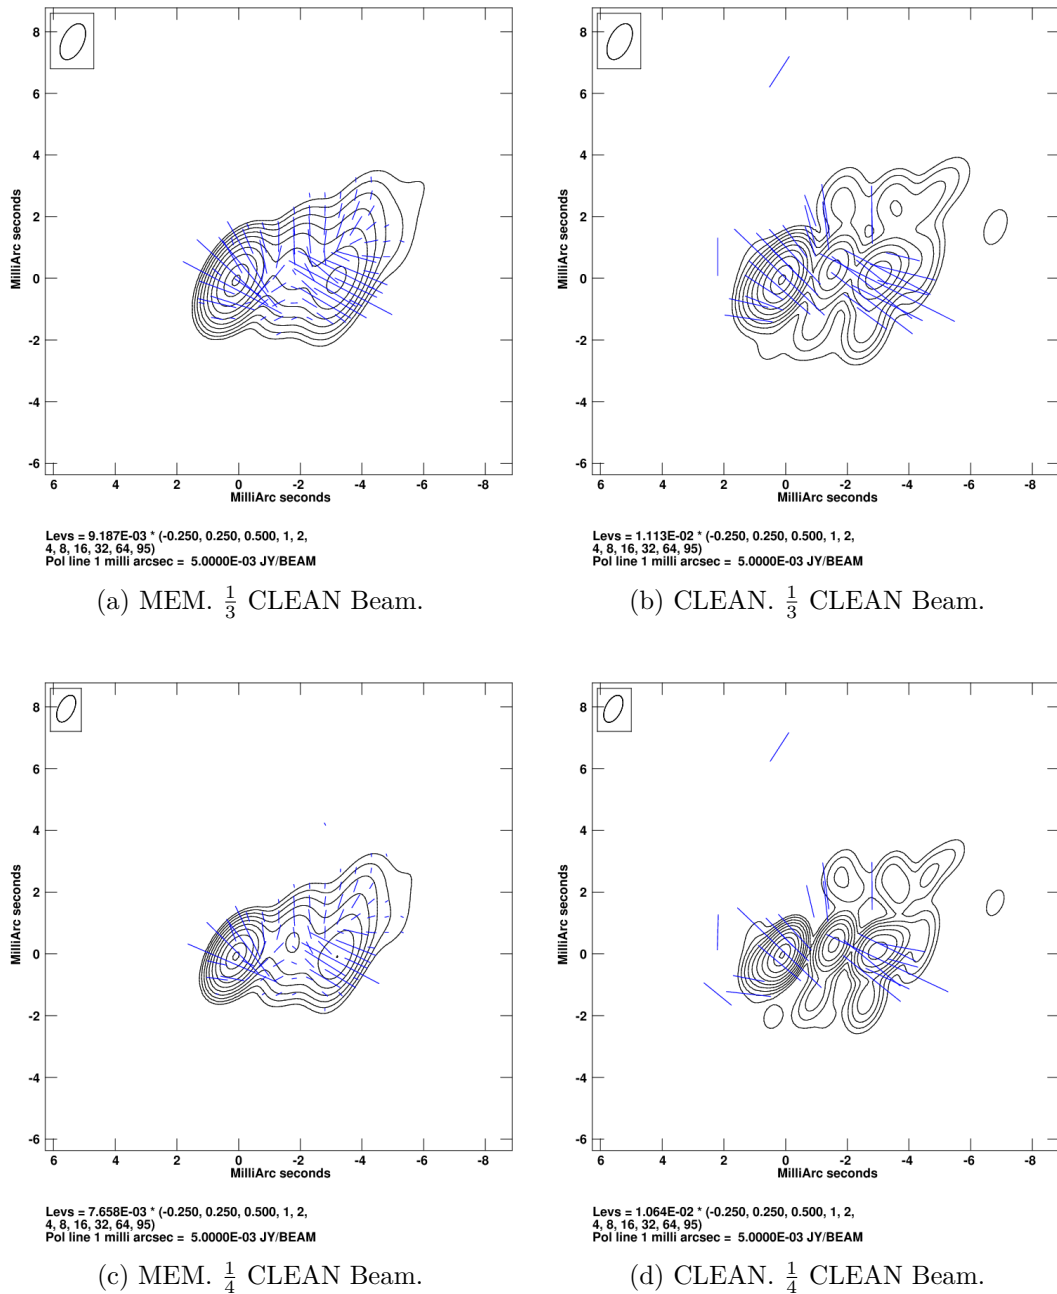 8
6
4
2
0
-2
-4
-6
MilliArc seconds
6 4 2 0 -2 -4 -6 -8
MilliArc seconds
Levs = 9.187E-03 * (-0.250, 0.250, 0.500, 1, 2,
4, 8, 16, 32, 64, 95)
Pol line 1 milli arcsec = 5.0000E-03 JY/BEAM
(a) MEM. 1/3 CLEAN Beam.
8
6
4
2
0
-2
-4
-6
MilliArc seconds
6 4 2 0 -2 -4 -6 -8
MilliArc seconds
Levs = 1.113E-02 * (-0.250, 0.250, 0.500, 1, 2,
4, 8, 16, 32, 64, 95)
Pol line 1 milli arcsec = 5.0000E-03 JY/BEAM
(b) CLEAN. 1/3 CLEAN Beam.
8
6
4
2
0
-2
-4
-6
MilliArc seconds
6 4 2 0 -2 -4 -6 -8
MilliArc seconds
Levs = 7.658E-03 * (-0.250, 0.250, 0.500, 1, 2,
4, 8, 16, 32, 64, 95)
Pol line 1 milli arcsec = 5.0000E-03 JY/BEAM
(c) MEM. 1/4 CLEAN Beam.
8
6
4
2
0
-2
-4
-6
MilliArc seconds
6 4 2 0 -2 -4 -6 -8
MilliArc seconds
Levs = 1.064E-02 * (-0.250, 0.250, 0.500, 1, 2,
4, 8, 16, 32, 64, 95)
Pol line 1 milli arcsec = 5.0000E-03 JY/BEAM
(d) CLEAN. 1/4 CLEAN Beam.